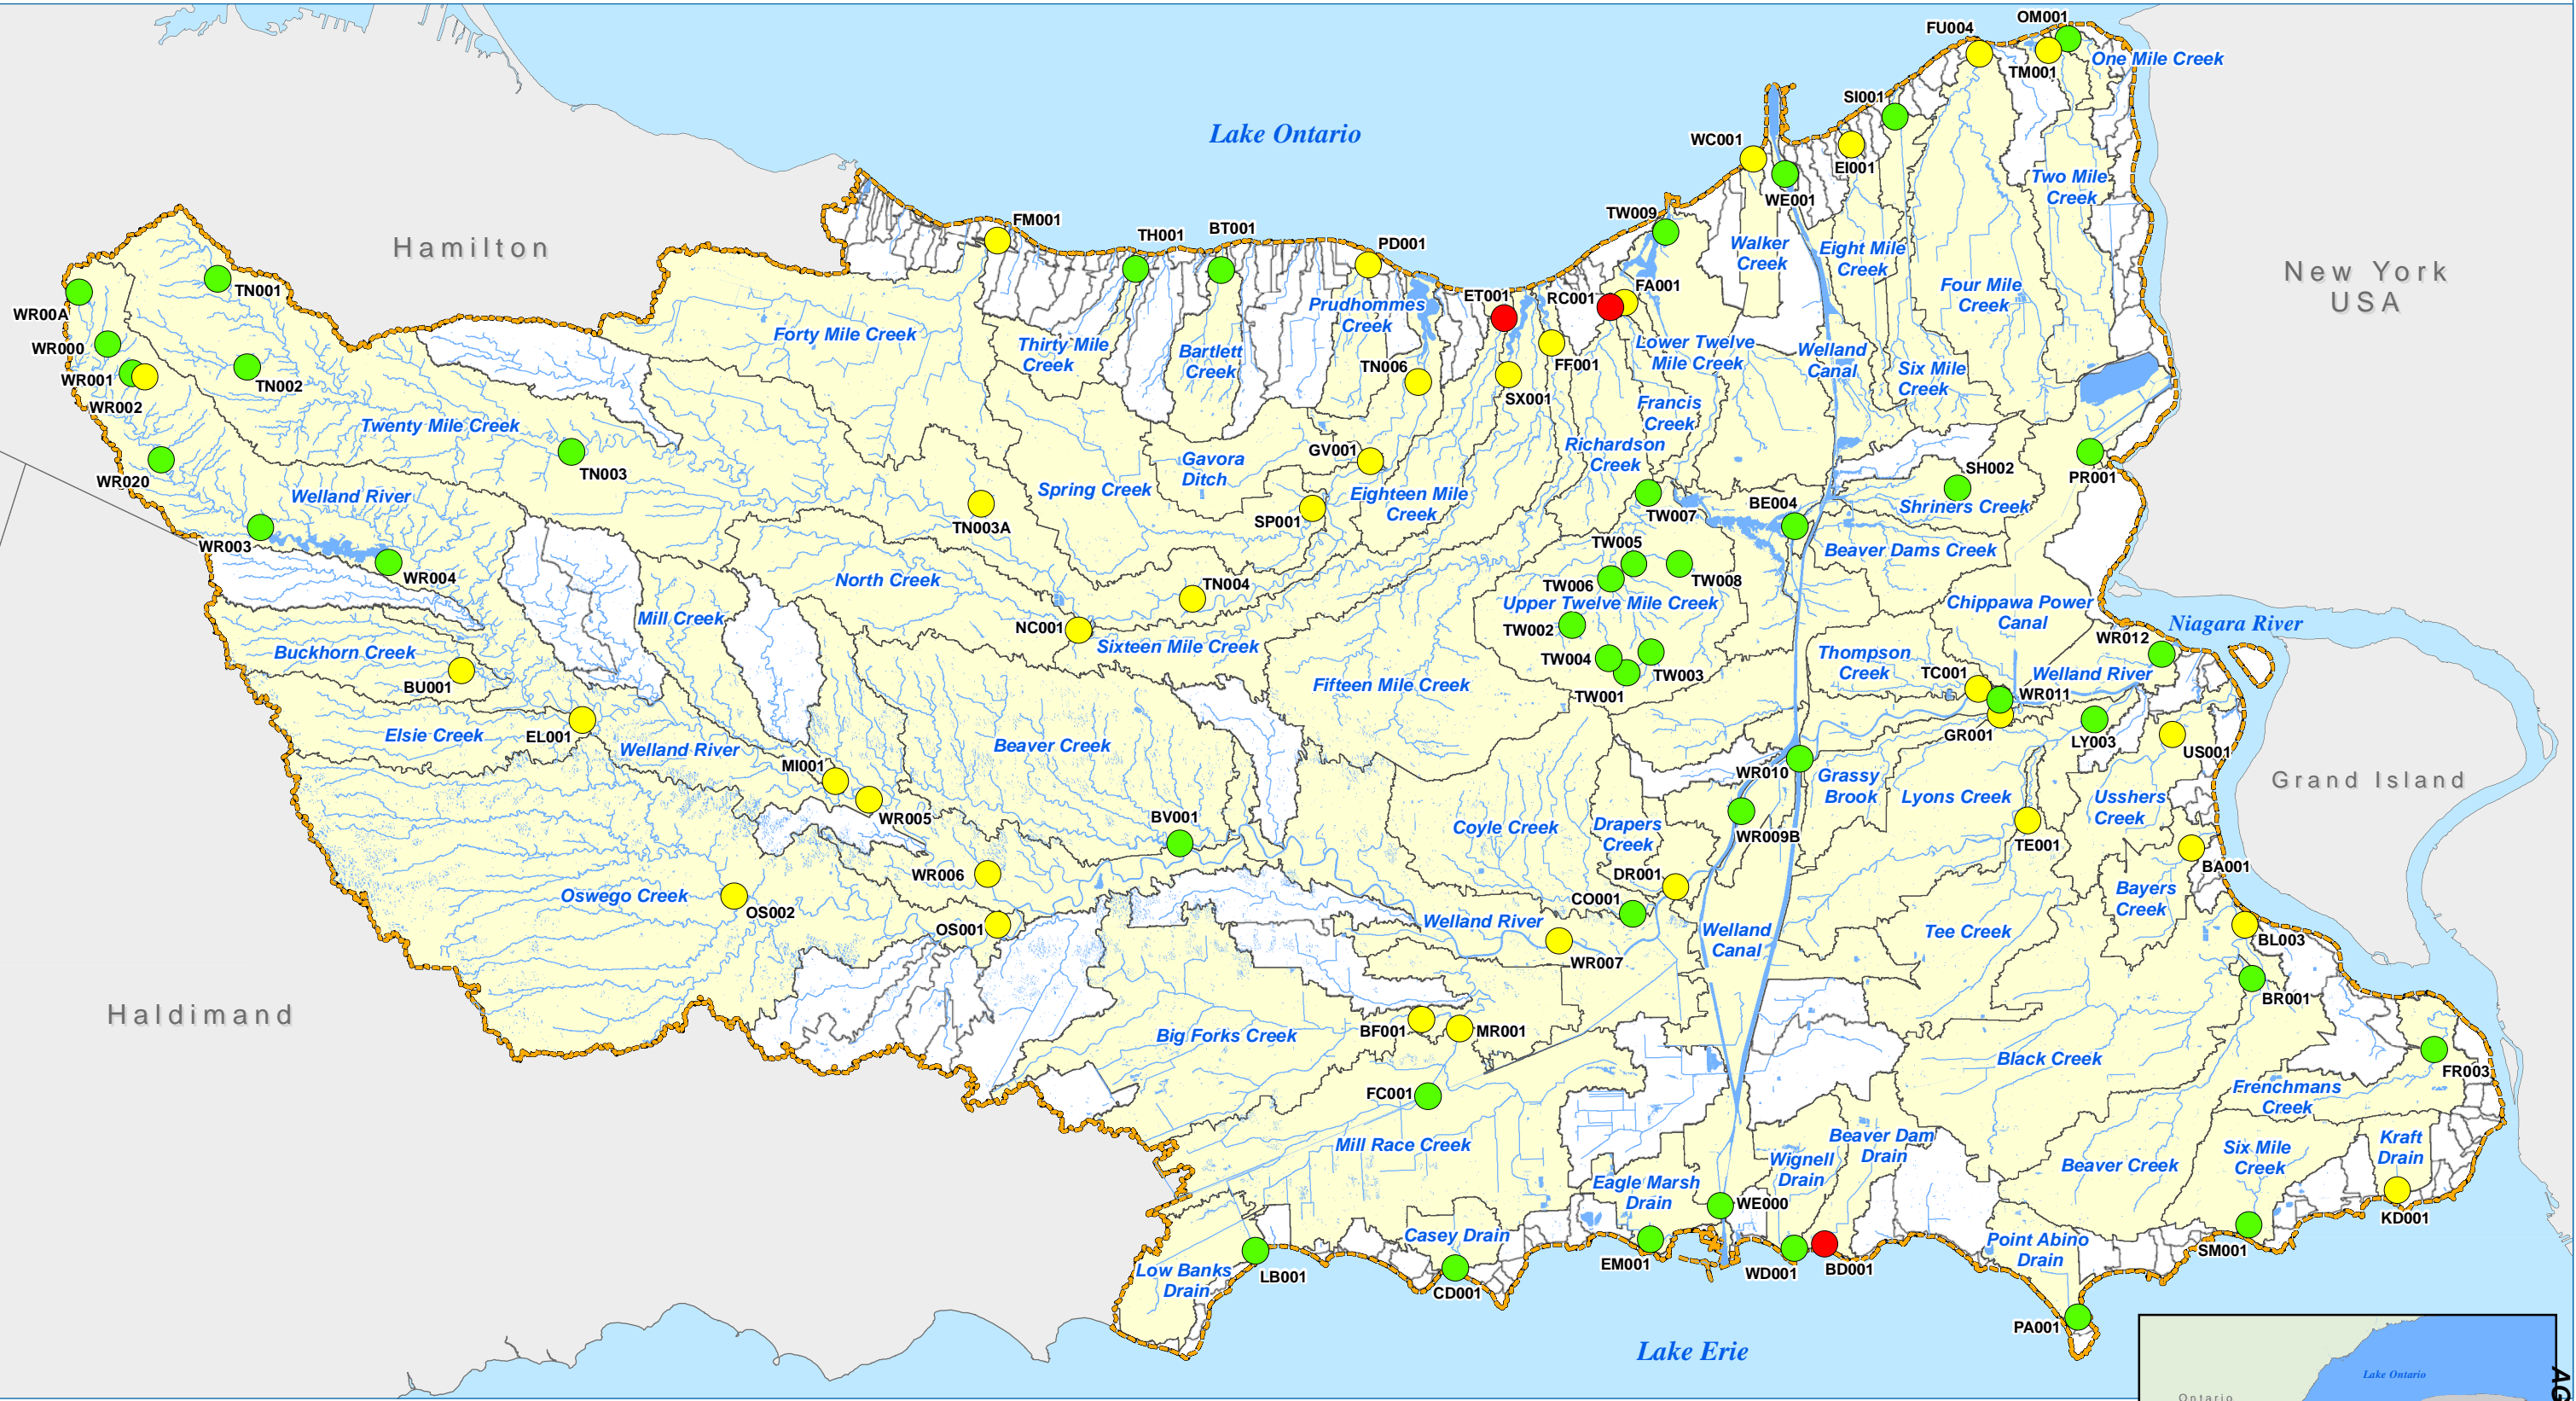 OM001
FU004
One Mile Creek
TM001
SI001
Lake Ontario
WC001
EI001
Two Mile
Creek
WE001
TW009
FM001
BT001
TH001
PD001
Hamilton
Walker
Creek
Eight Mile
Creek
New York
USA
TN001
FA001
Four Mile
Creek
ET001
RC001
Prudhommes
Creek
WR00A
Forty Mile Creek
Thirty Mile
Creek
Bartlett
Creek
Lower Twelve
Mile Creek
Welland
Canal
WR000
TN006
FF001
Six Mile
Creek
WR001
TN002
SX001
WR002
Francis
Creek
Twenty Mile Creek
Richardson
Creek
GV001
Gavora
Ditch
TN003
SH002
PR001
WR020
Spring Creek
Eighteen Mile
Creek
Welland River
BE004
Shriners Creek
SP001
TW007
TN003A
WR003
TW005
Beaver Dams Creek
WR004
North Creek
TN004
TW006
TW008
Upper Twelve Mile Creek
Chippawa Power
Canal
Mill Creek
NC001
TW002
Niagara River
WR012
Sixteen Mile Creek
Buckhorn Creek
TW004
Thompson
Creek
TC001
Welland River
TW003
BU001
Fifteen Mile Creek
TW001
WR011
Elsie Creek
EL001
GR001
LY003
Welland River
Beaver Creek
US001
MI001
WR010
Grassy
Brook
Grand Island
Lyons Creek
Usshers
Creek
WR005
BV001
Coyle Creek
Drapers
Creek
WR009B
TE001
BA001
WR006
DR001
Oswego Creek
OS002
CO001
Bayers
Creek
OS001
Welland River
Welland
Canal
Tee Creek
BL003
WR007
BR001
Haldimand
BF001
MR001
Big Forks Creek
Black Creek
FR003
FC001
Frenchmans
Creek
Mill Race Creek
Beaver Dam
Drain
Wignell
Drain
Beaver Creek
Six Mile
Creek
Kraft
Drain
Eagle Marsh
Drain
WE000
KD001
Casey Drain
Point Abino
Drain
SM001
EM001
WD001
BD001
Low Banks
Drain
LB001
CD001
PA001
Lake Erie
Lake Ontario
Ontario
AG